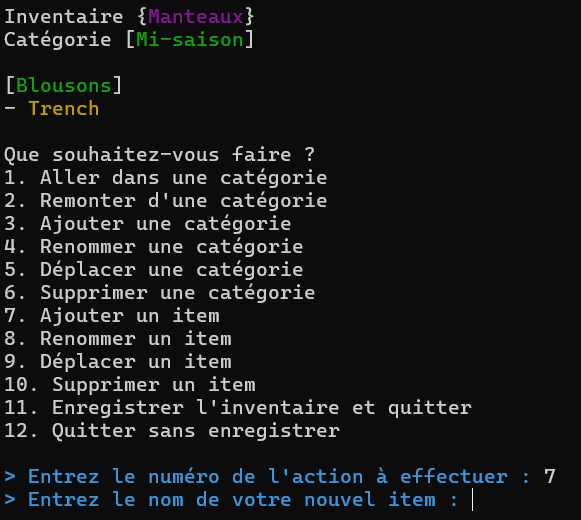 Inventaire {Manteaux}
Catégorie [Mi-saison]
[Blousons]
- Trench
Que souhaitez-vous faire ?
1. Aller dans une catégorie
2. Remonter d'une catégorie
3. Ajouter une catégorie
4. Renommer une catégorie
5. Déplacer une catégorie
6. Supprimer une catégorie
7. Ajouter un item
8. Renommer un item
9. Déplacer un item
10. Supprimer un item
11. Enregistrer l'inventaire et quitter
12. Quitter sans enregistrer
> Entrez le numéro de l'action à effectuer : 7
> Entrez le nom de votre nouvel item :